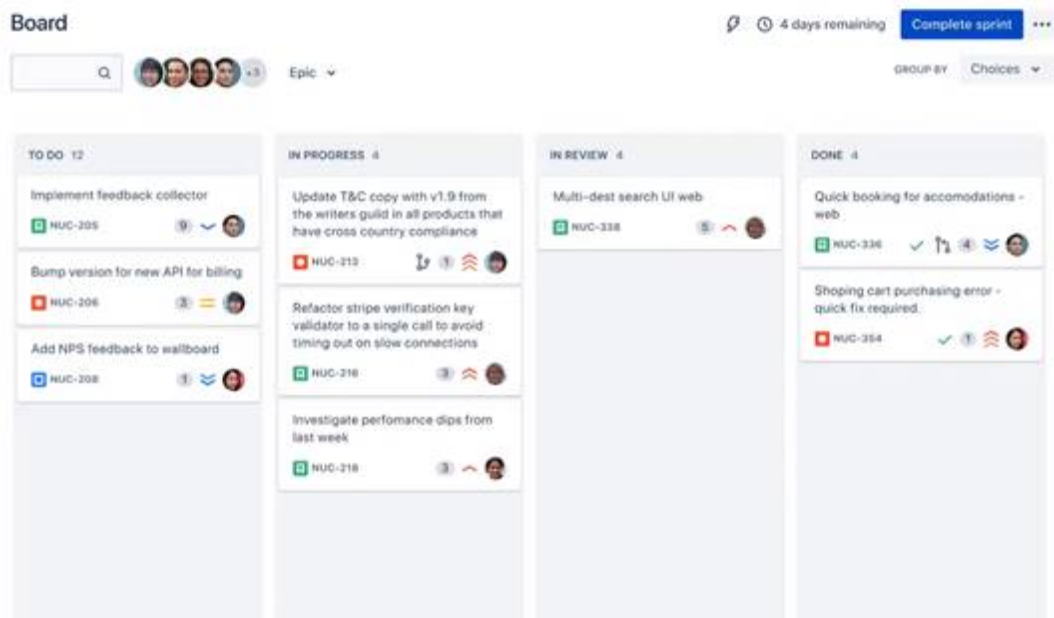 Board
4 days remaining
Complete sprint
+3
Epic
GROUP BY
Choices
TO DO 12
Implement feedback collector
NUC-205
9
Bump version for new API for billing
NUC-206
3
Add NPS feedback to wallboard
NUC-208
1
IN PROGRESS 4
Update T&C copy with v1.9 from
the writers guild in all products that
have cross country compliance
NUC-213
1
Refactor stripe verification key
validator to a single call to avoid
timing out on slow connections
NUC-216
3
Investigate perfomance dips from
last week
NUC-218
3
IN REVIEW 4
Multi-dest search UI web
NUC-338
5
DONE 4
Quick booking for accomodations -
web
NUC-336
4
Shoping cart purchasing error -
quick fix required.
NUC-354
1